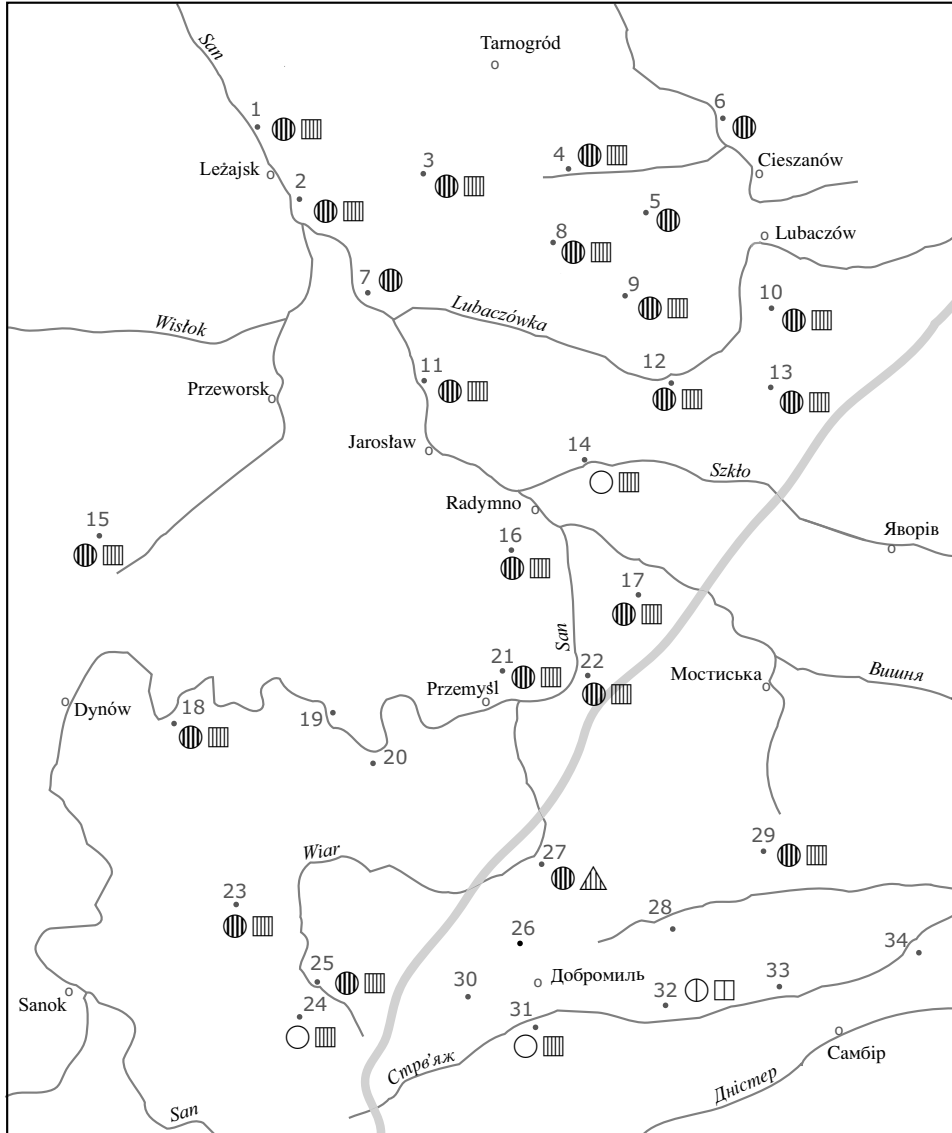 San
Tarnogród
1
6
Leżajsk
3
4
Cieszanów
2
5
8
Lubaczów
7
9
10
Lubaczówka
Wisłok
11
12
13
Przeworsk
Jarosław
14
Szkło
Radymno
15
16
Яворів
17
San
21
22
Przemyśl
Мостиська
Вишня
Dynów
18
19
20
Wiar
27
29
23
28
26
34
25
30
Добромиль
33
Sanok
24
31
32
Стрв’яж
Самбір
Дністер
San